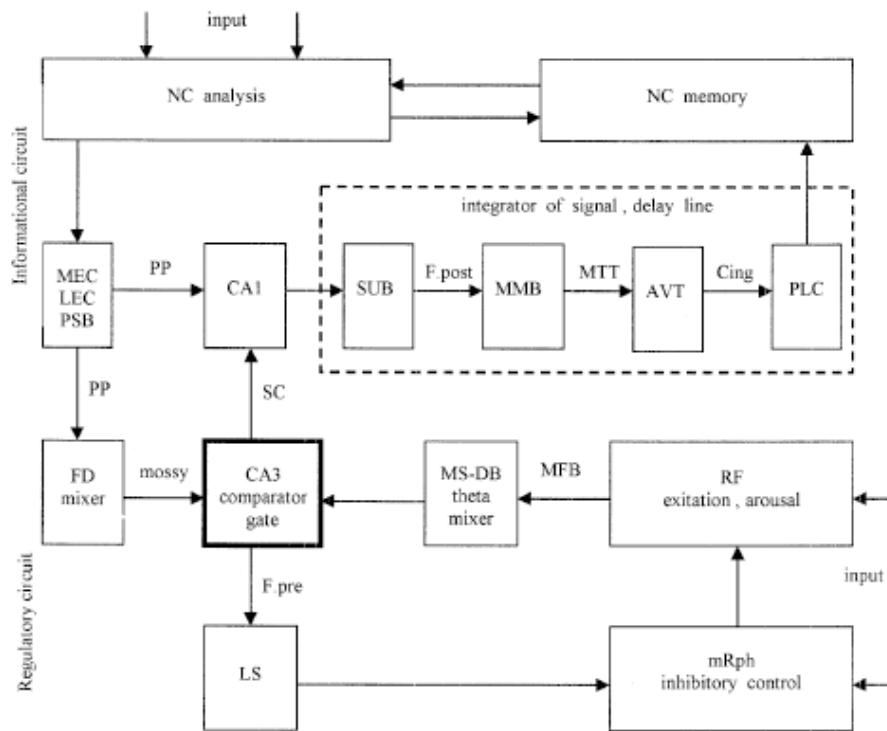 input
NC analysis
NC memory
Informational circuit
integrator of signal , delay line
MEC
LEC
PSB
PP
CA1
SUB
F.post
MMB
MTT
AVT
Cing
PLC
PP
SC
FD
mixer
mossy
CA3
comparator
gate
MS-DB
theta
mixer
MFB
RF
exitation , arousal
Regulatory circuit
F.pre
input
LS
mRph
inhibitory control